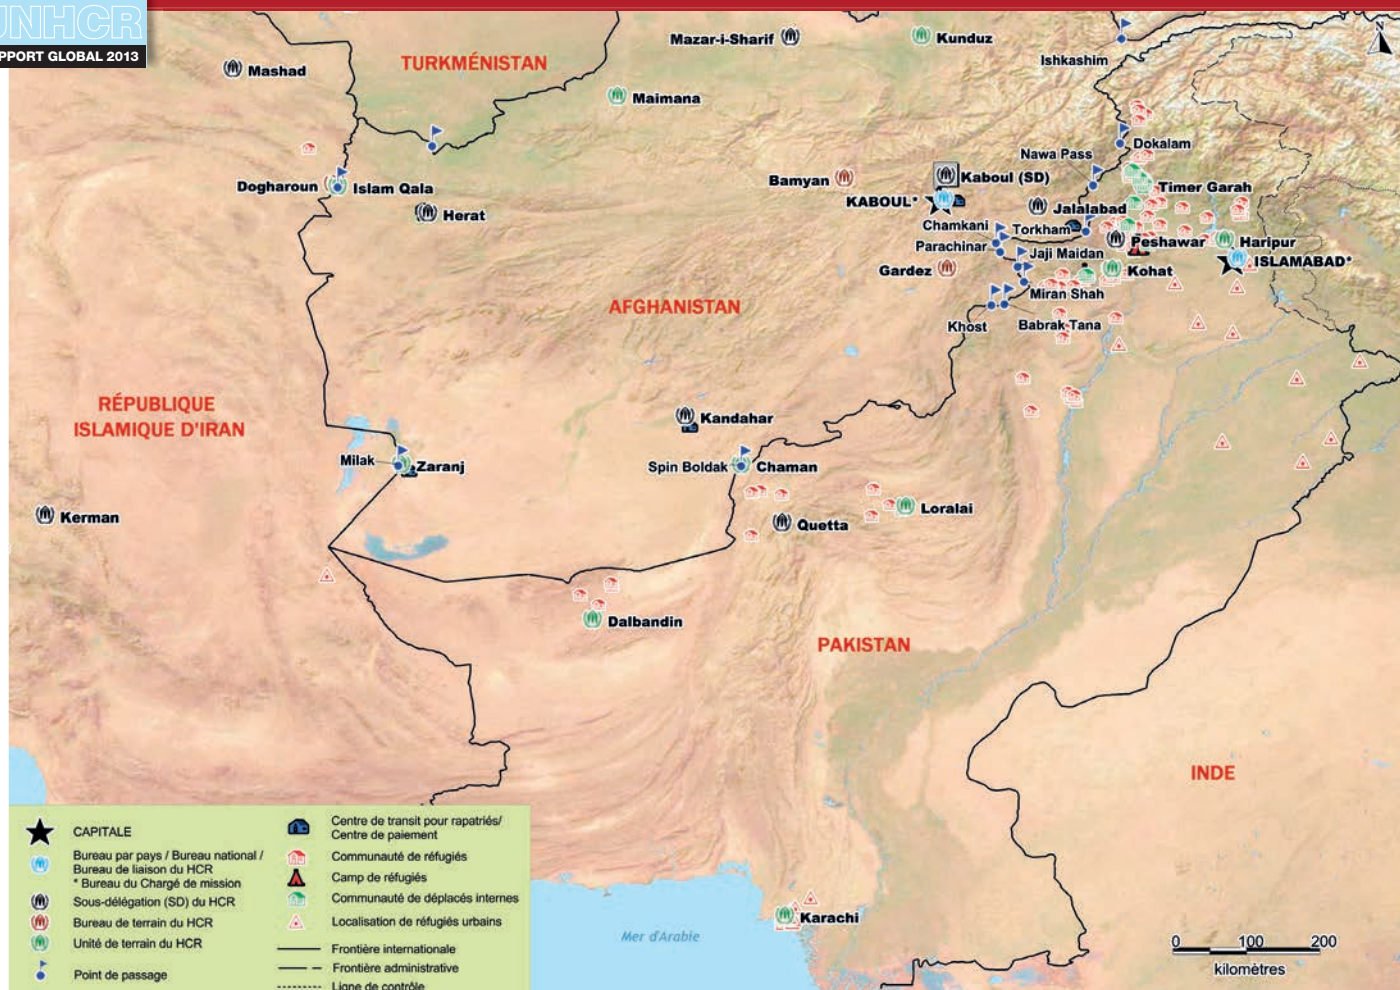 UNHCR
PPORT GLOBAL 2013
Mazar-i-Sharif
Kunduz
Ishkashim
N
TURKMÉNISTAN
Mashad
Maimana
Dokalam
Nawa Pass
Bamyan
Kaboul (SD)
Timer Garah
Dogharoun
Islam Qala
KABOUL*
Jalalabad
Herat
Chamkani
Torkham
Peshawar
Haripur
Parachinar
Jaji Maidan
ISLAMABAD*
Gardez
Kohat
Miran Shah
AFGHANISTAN
Khost
Babrak Tana
RÉPUBLIQUE
ISLAMIQUE D'IRAN
Kandahar
Milak
Zaranj
Spin Boldak
Chaman
Kerman
Loralai
Quetta
Dalbandin
PAKISTAN
INDE
Karachi
Mer d'Arabie
CAPITALE
Bureau par pays / Bureau national /
Bureau de liaison du HCR
* Bureau du Chargé de mission
Sous-délégation (SD) du HCR
Bureau de terrain du HCR
Unité de terrain du HCR
Point de passage
Centre de transit pour rapatriés/
Centre de paiement
Communauté de réfugiés
Camp de réfugiés
Communauté de déplacés internes
Localisation de réfugiés urbains
Frontière internationale
Frontière administrative
Ligne de contrôle
0 100 200
kilomètres